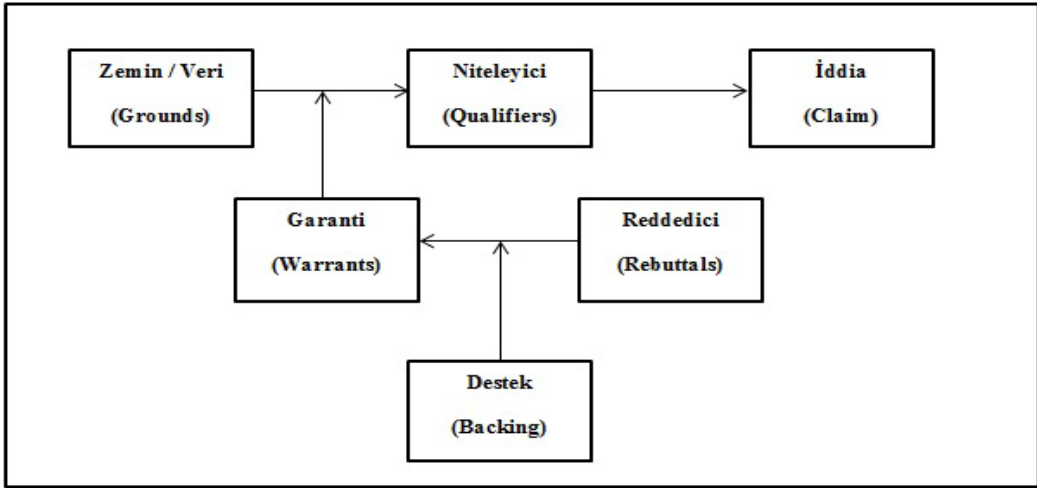 Zemin / Veri
(Grounds)
Niteleyici
(Qualifiers)
İddia
(Claim)
Garanti
(Warrants)
Reddedici
(Rebuttals)
Destek
(Backing)